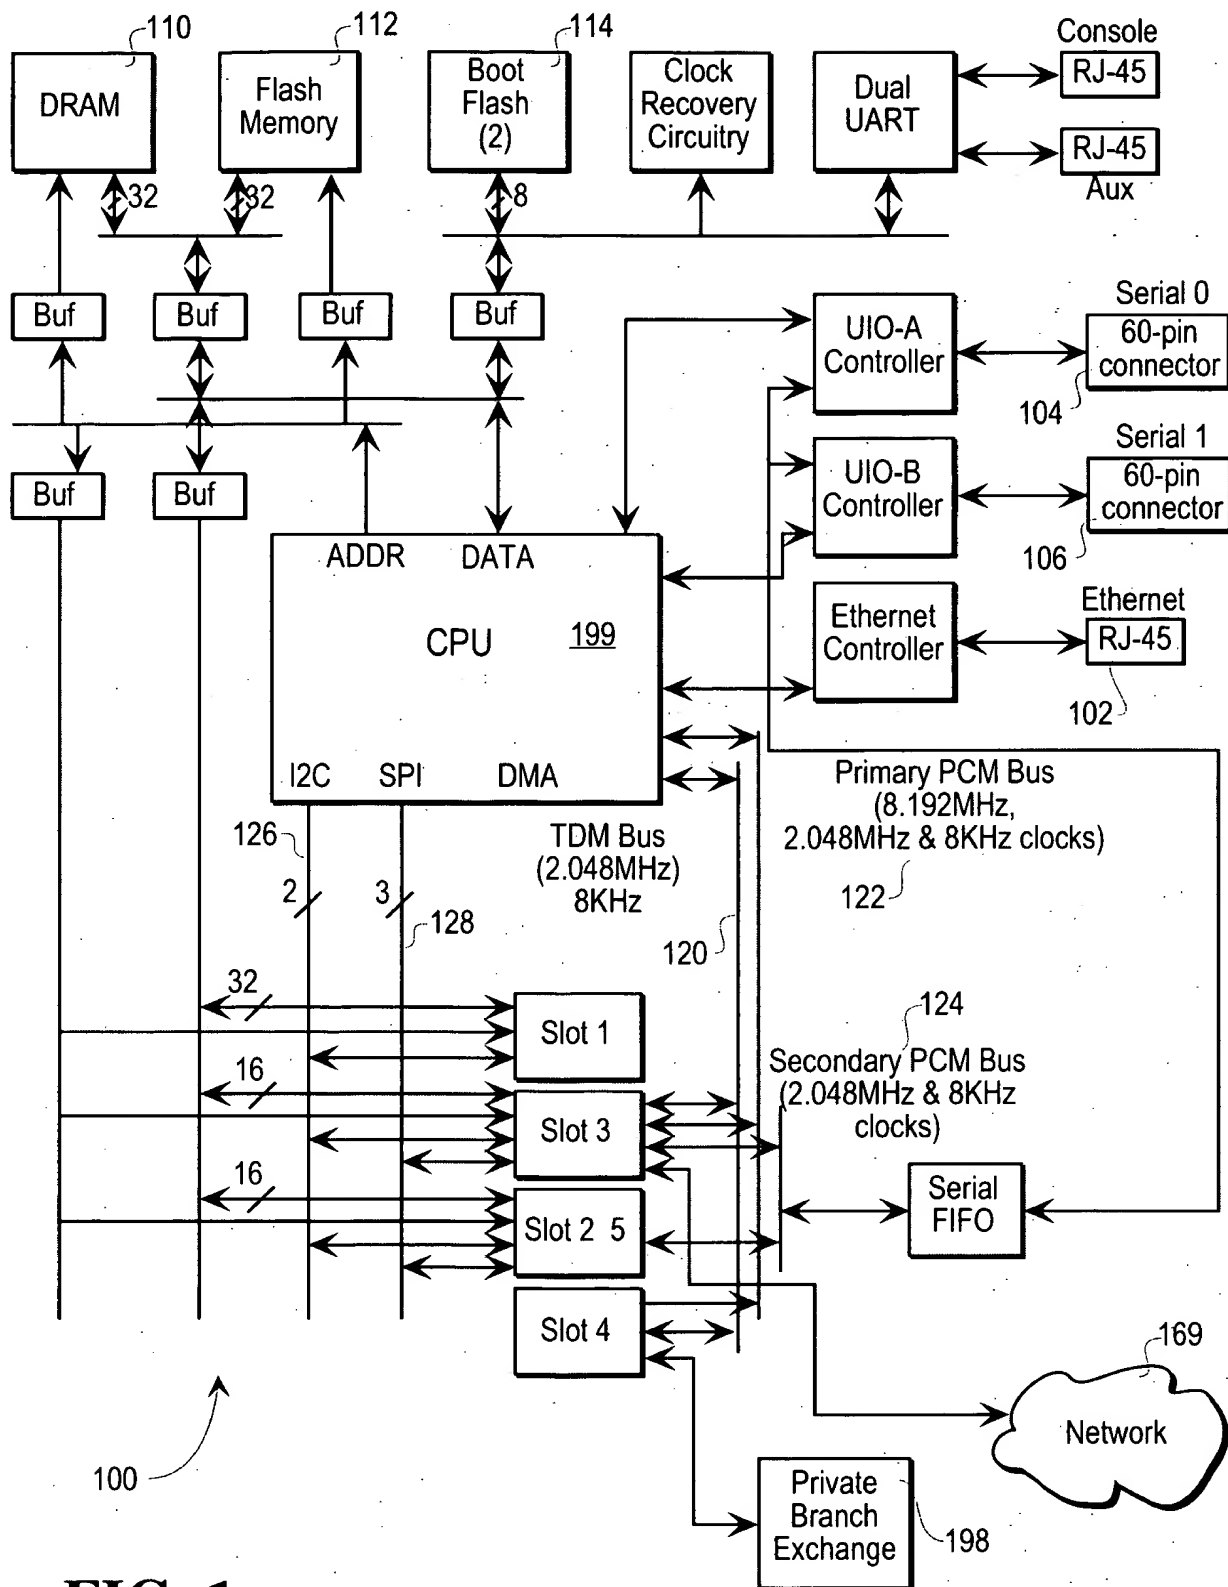 110
112
114
Console
DRAM
Flash
Memory
Boot
Flash
(2)
Clock
Recovery
Circuitry
Dual
UART
RJ-45
RJ-45
Aux
32
32
8
Buf
Buf
Buf
Buf
UIO-A
Controller
Serial 0
60-pin
connector
104
Buf
Buf
UIO-B
Controller
Serial 1
60-pin
connector
106
ADDR
DATA
CPU
199
Ethernet
Controller
Ethernet
RJ-45
102
I2C
SPI
DMA
126
2
3
128
TDM Bus
(2.048MHz)
8KHz
120
Primary PCM Bus
(8.192MHz,
2.048MHz & 8KHz clocks)
122
32
Slot 1
124
Secondary PCM Bus
(2.048MHz & 8KHz
clocks)
16
Slot 3
16
Slot 2 5
Serial
FIFO
Slot 4
169
Network
100
Private
Branch
Exchange
198
FIG. 1